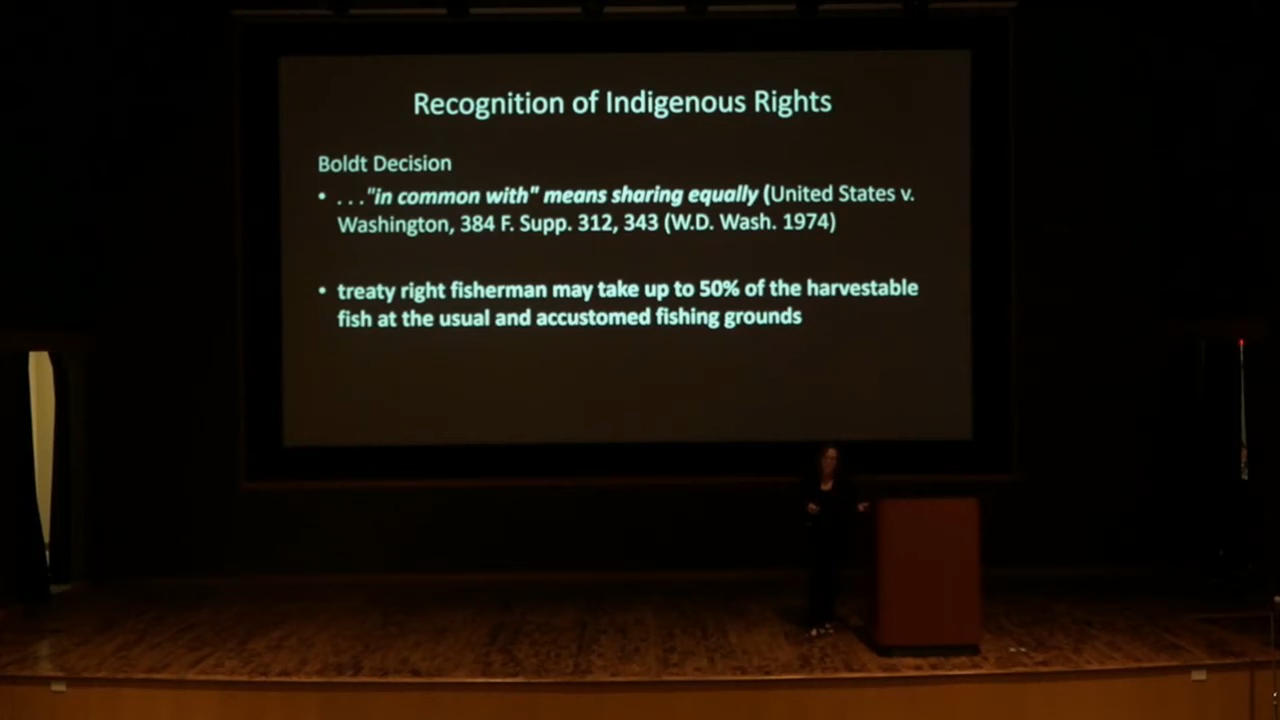 Recognition of Indigenous Rights
Boldt Decision
• . . ."in common with" means sharing equally (United States v.
Washington, 384 F. Supp. 312, 343 (W.D. Wash. 1974)
• treaty right fisherman may take up to 50% of the harvestable
fish at the usual and accustomed fishing grounds